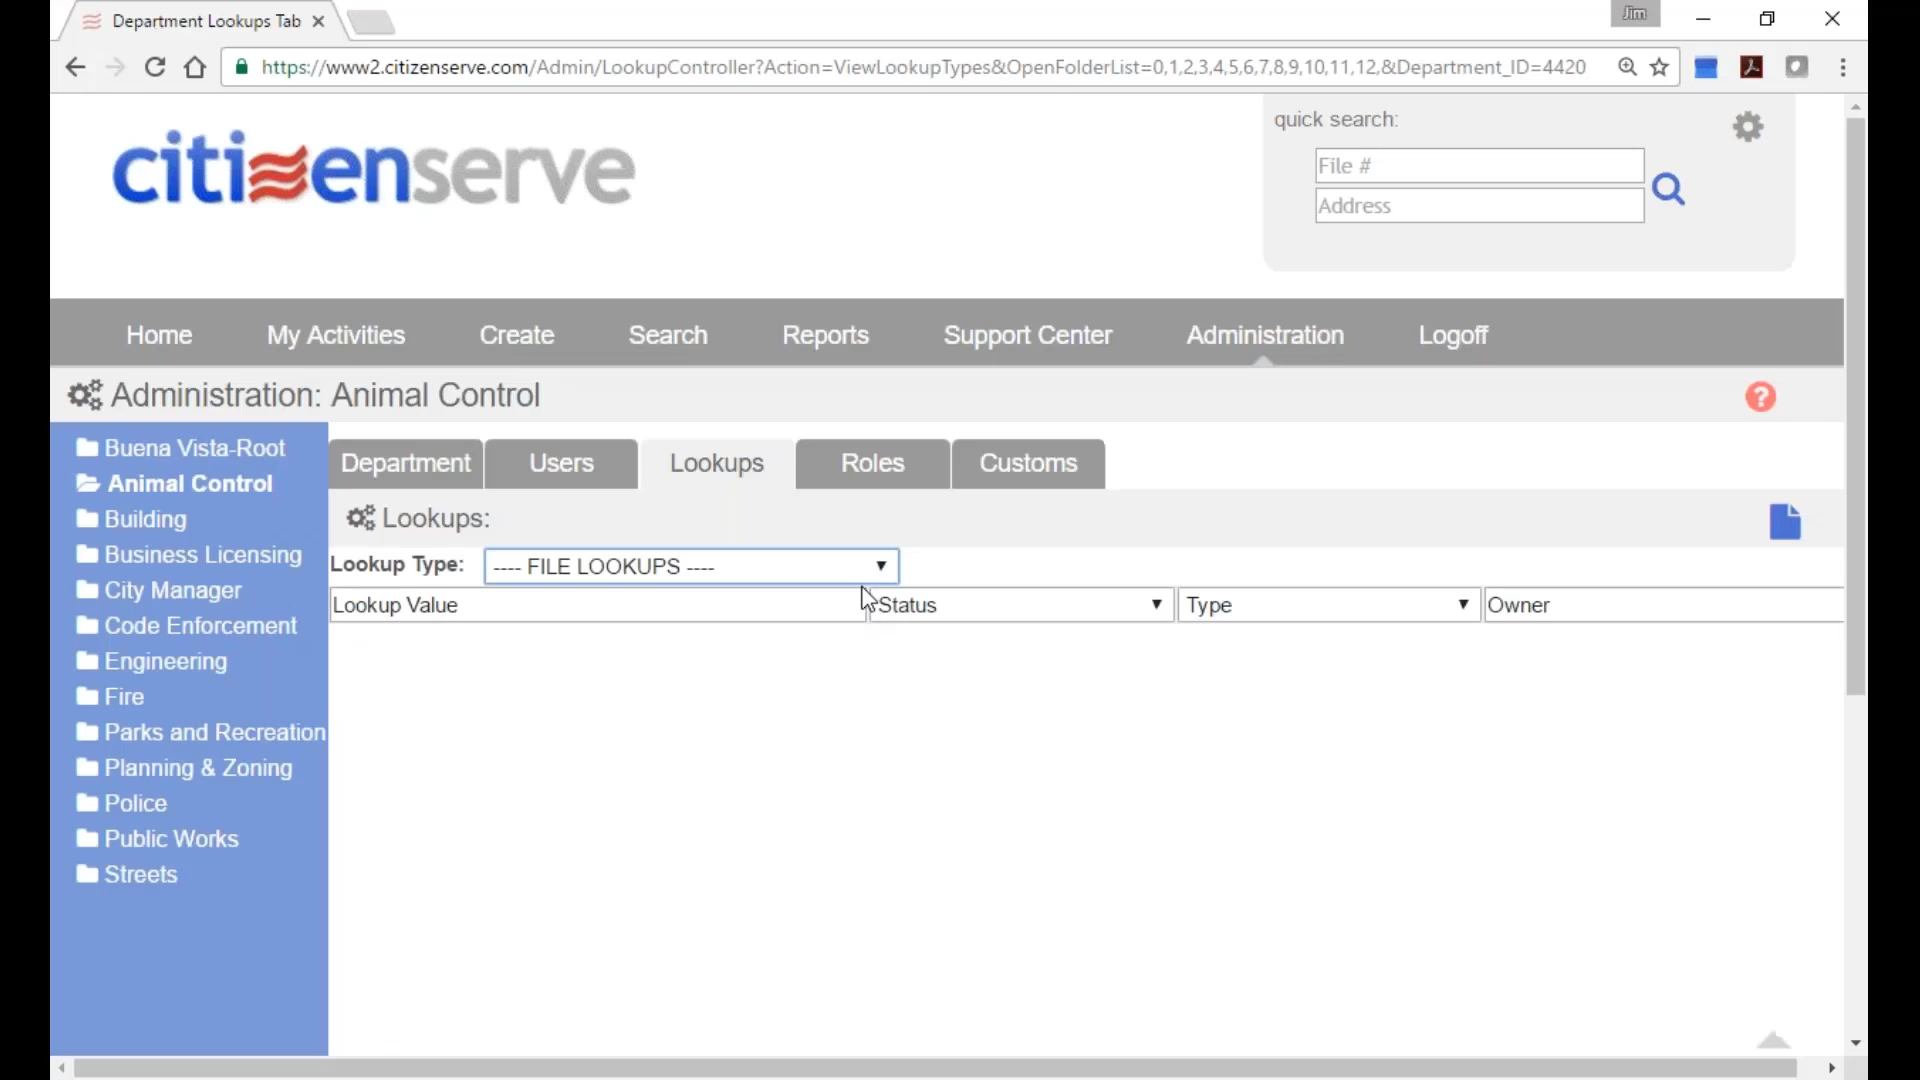 Department Lookups Tab
Jim
https://www2.citizenserve.com/Admin/LookupController?Action=ViewLookupTypes&OpenFolderList=0,1,2,3,4,5,6,7,8,9,10,11,12,&Department_ID=4420
citizenserve
quick search:
File #
Address
Home My Activities Create Search Reports Support Center Administration Logoff
Administration: Animal Control
?
Buena Vista-Root
Animal Control
Building
Business Licensing
City Manager
Code Enforcement
Engineering
Fire
Parks and Recreation
Planning & Zoning
Police
Public Works
Streets
Department Users Lookups Roles Customs
Lookups:
Lookup Type: ---- FILE LOOKUPS ----
Lookup Value Status Type Owner